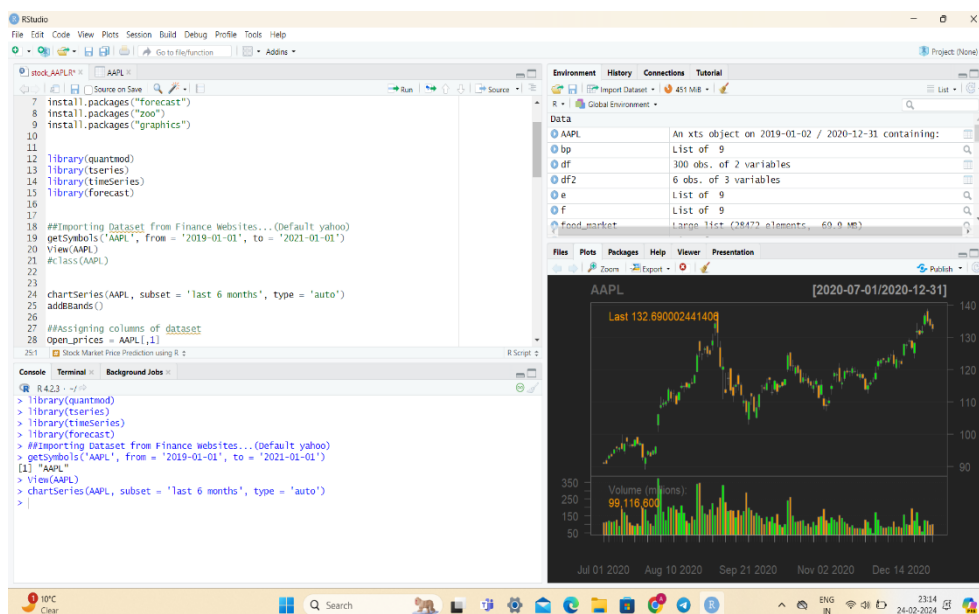 RStudio
File Edit Code View Plots Session Build Debug Profile Tools Help
Go to file/function Addins
Project: (None)
stock_AAPL.R* AAPL
Source on Save Run Source
7 install.packages("forecast")
8 install.packages("zoo")
9 install.packages("graphics")
10
11
12 library(quantmod)
13 library(tseries)
14 library(timeSeries)
15 library(forecast)
16
17
18 ##Importing Dataset from Finance Websites...(Default yahoo)
19 getSymbols('AAPL', from = '2019-01-01', to = '2021-01-01')
20 View(AAPL)
21 #class(AAPL)
22
23
24 chartSeries(AAPL, subset = 'last 6 months', type = 'auto')
25 addBBands()
26
27 ##Assigning columns of dataset
28 Open_prices = AAPL[,1]
25:1 Stock Market Price Prediction using R R Script
Console Terminal Background Jobs
R 4.2.3 · ~/
> library(quantmod)
> library(tseries)
> library(timeSeries)
> library(forecast)
> ##Importing Dataset from Finance Websites...(Default yahoo)
> getSymbols('AAPL', from = '2019-01-01', to = '2021-01-01')
[1] "AAPL"
> View(AAPL)
> chartSeries(AAPL, subset = 'last 6 months', type = 'auto')
>
Environment History Connections Tutorial
Import Dataset 451 MiB List
R Global Environment
Data
AAPL An xts object on 2019-01-02 / 2020-12-31 containing:
bp List of 9
df 300 obs. of 2 variables
df2 6 obs. of 3 variables
e List of 9
f List of 9
food_market Large list (28472 elements, 69.9 MB)
Files Plots Packages Help Viewer Presentation
Zoom Export Publish
AAPL [2020-07-01/2020-12-31]
Last 132.690002441406
140
130
120
110
100
90
Volume (millions):
99,116,600
350
250
150
50
Jul 01 2020 Aug 10 2020 Sep 21 2020 Nov 02 2020 Dec 14 2020
1
10°C
Clear
Search
ENG
IN
23:14
24-02-2024